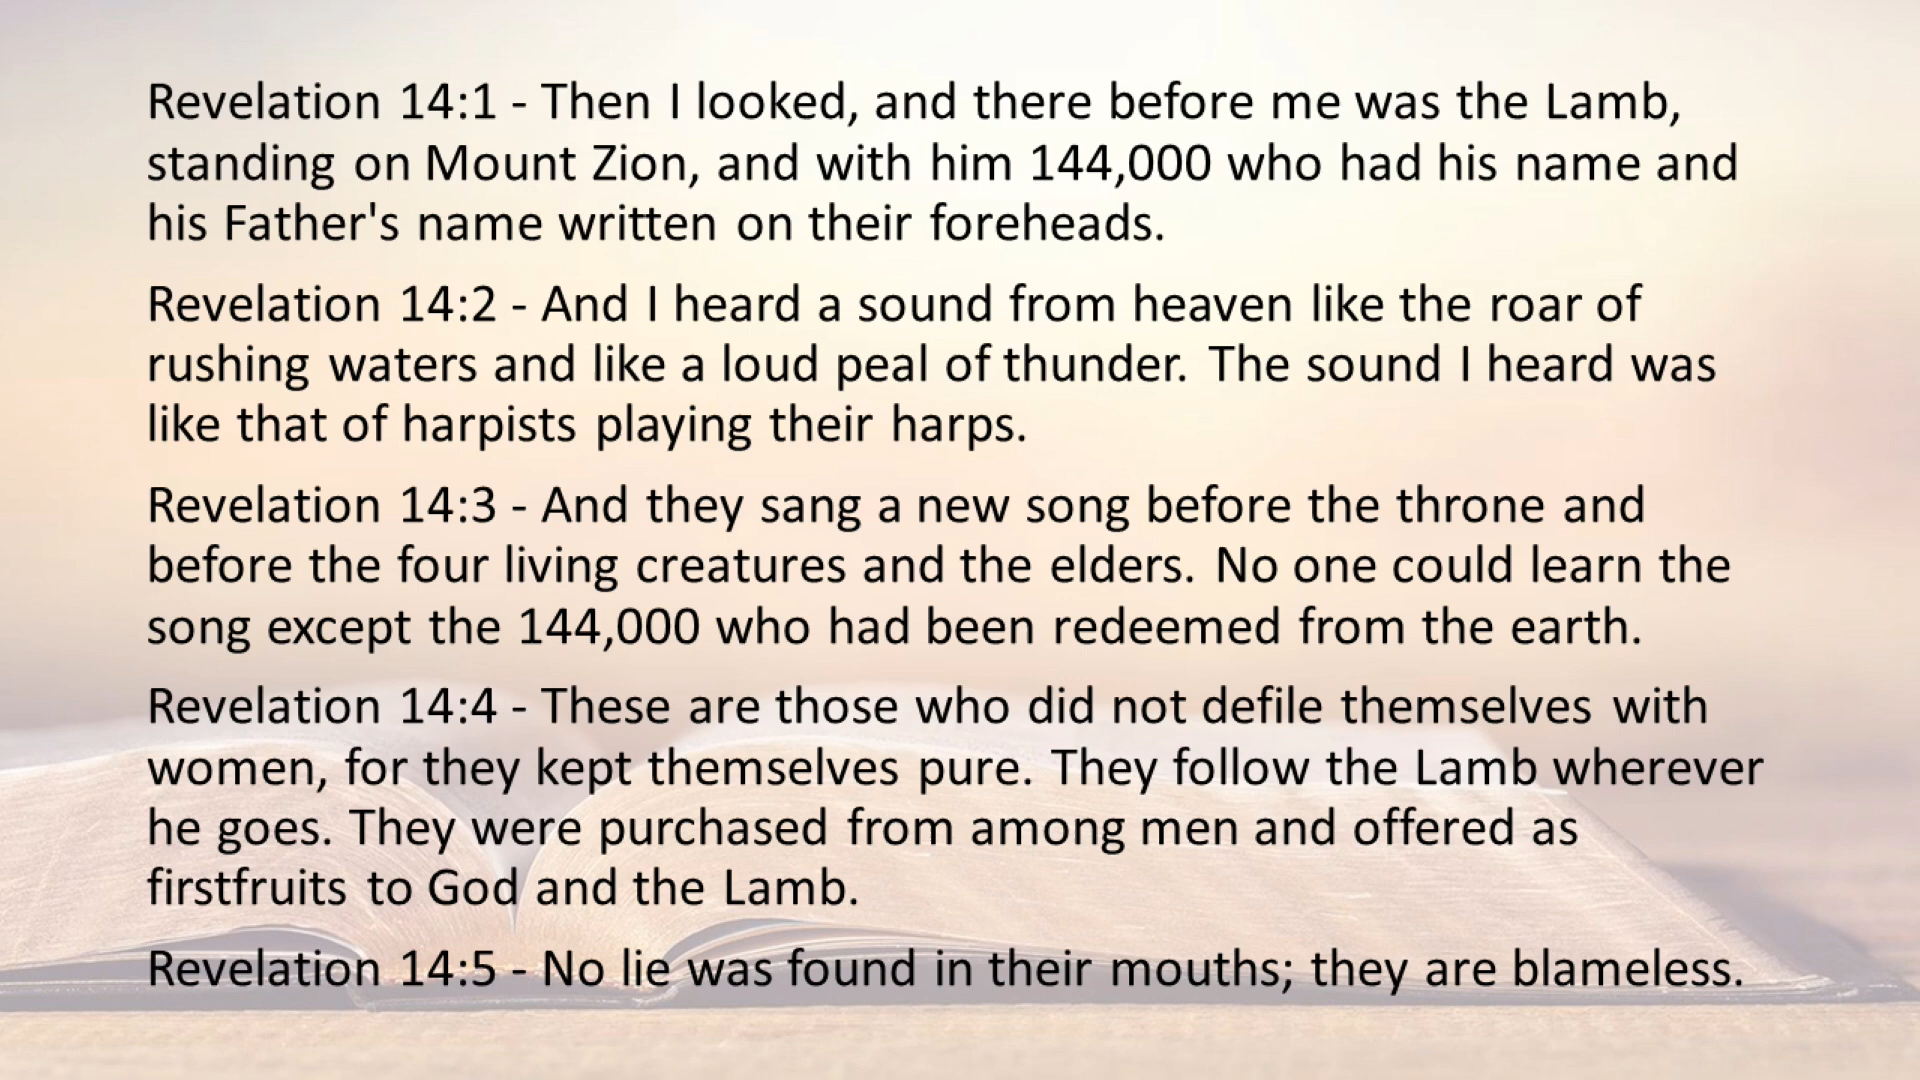 Revelation 14:1 - Then I looked, and there before me was the Lamb,
standing on Mount Zion, and with him 144,000 who had his name and
his Father's name written on their foreheads.
Revelation 14:2 - And I heard a sound from heaven like the roar of
rushing waters and like a loud peal of thunder. The sound I heard was
like that of harpists playing their harps.
Revelation 14:3 - And they sang a new song before the throne and
before the four living creatures and the elders. No one could learn the
song except the 144,000 who had been redeemed from the earth.
Revelation 14:4 - These are those who did not defile themselves with
women, for they kept themselves pure. They follow the Lamb wherever
he goes. They were purchased from among men and offered as
firstfruits to God and the Lamb.
Revelation 14:5 - No lie was found in their mouths; they are blameless.